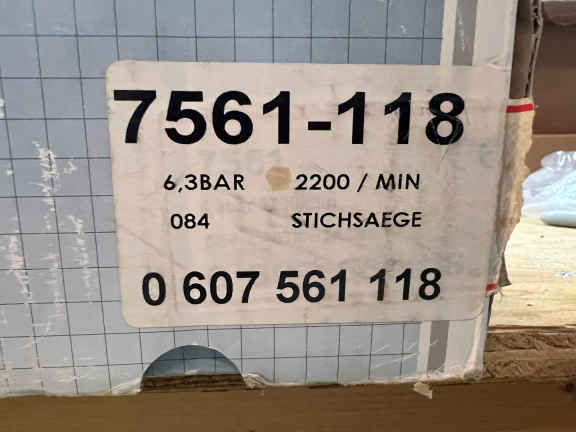 7561-118
6,3BAR 2200 / MIN
084 STICHSAEGE
0 607 561 118